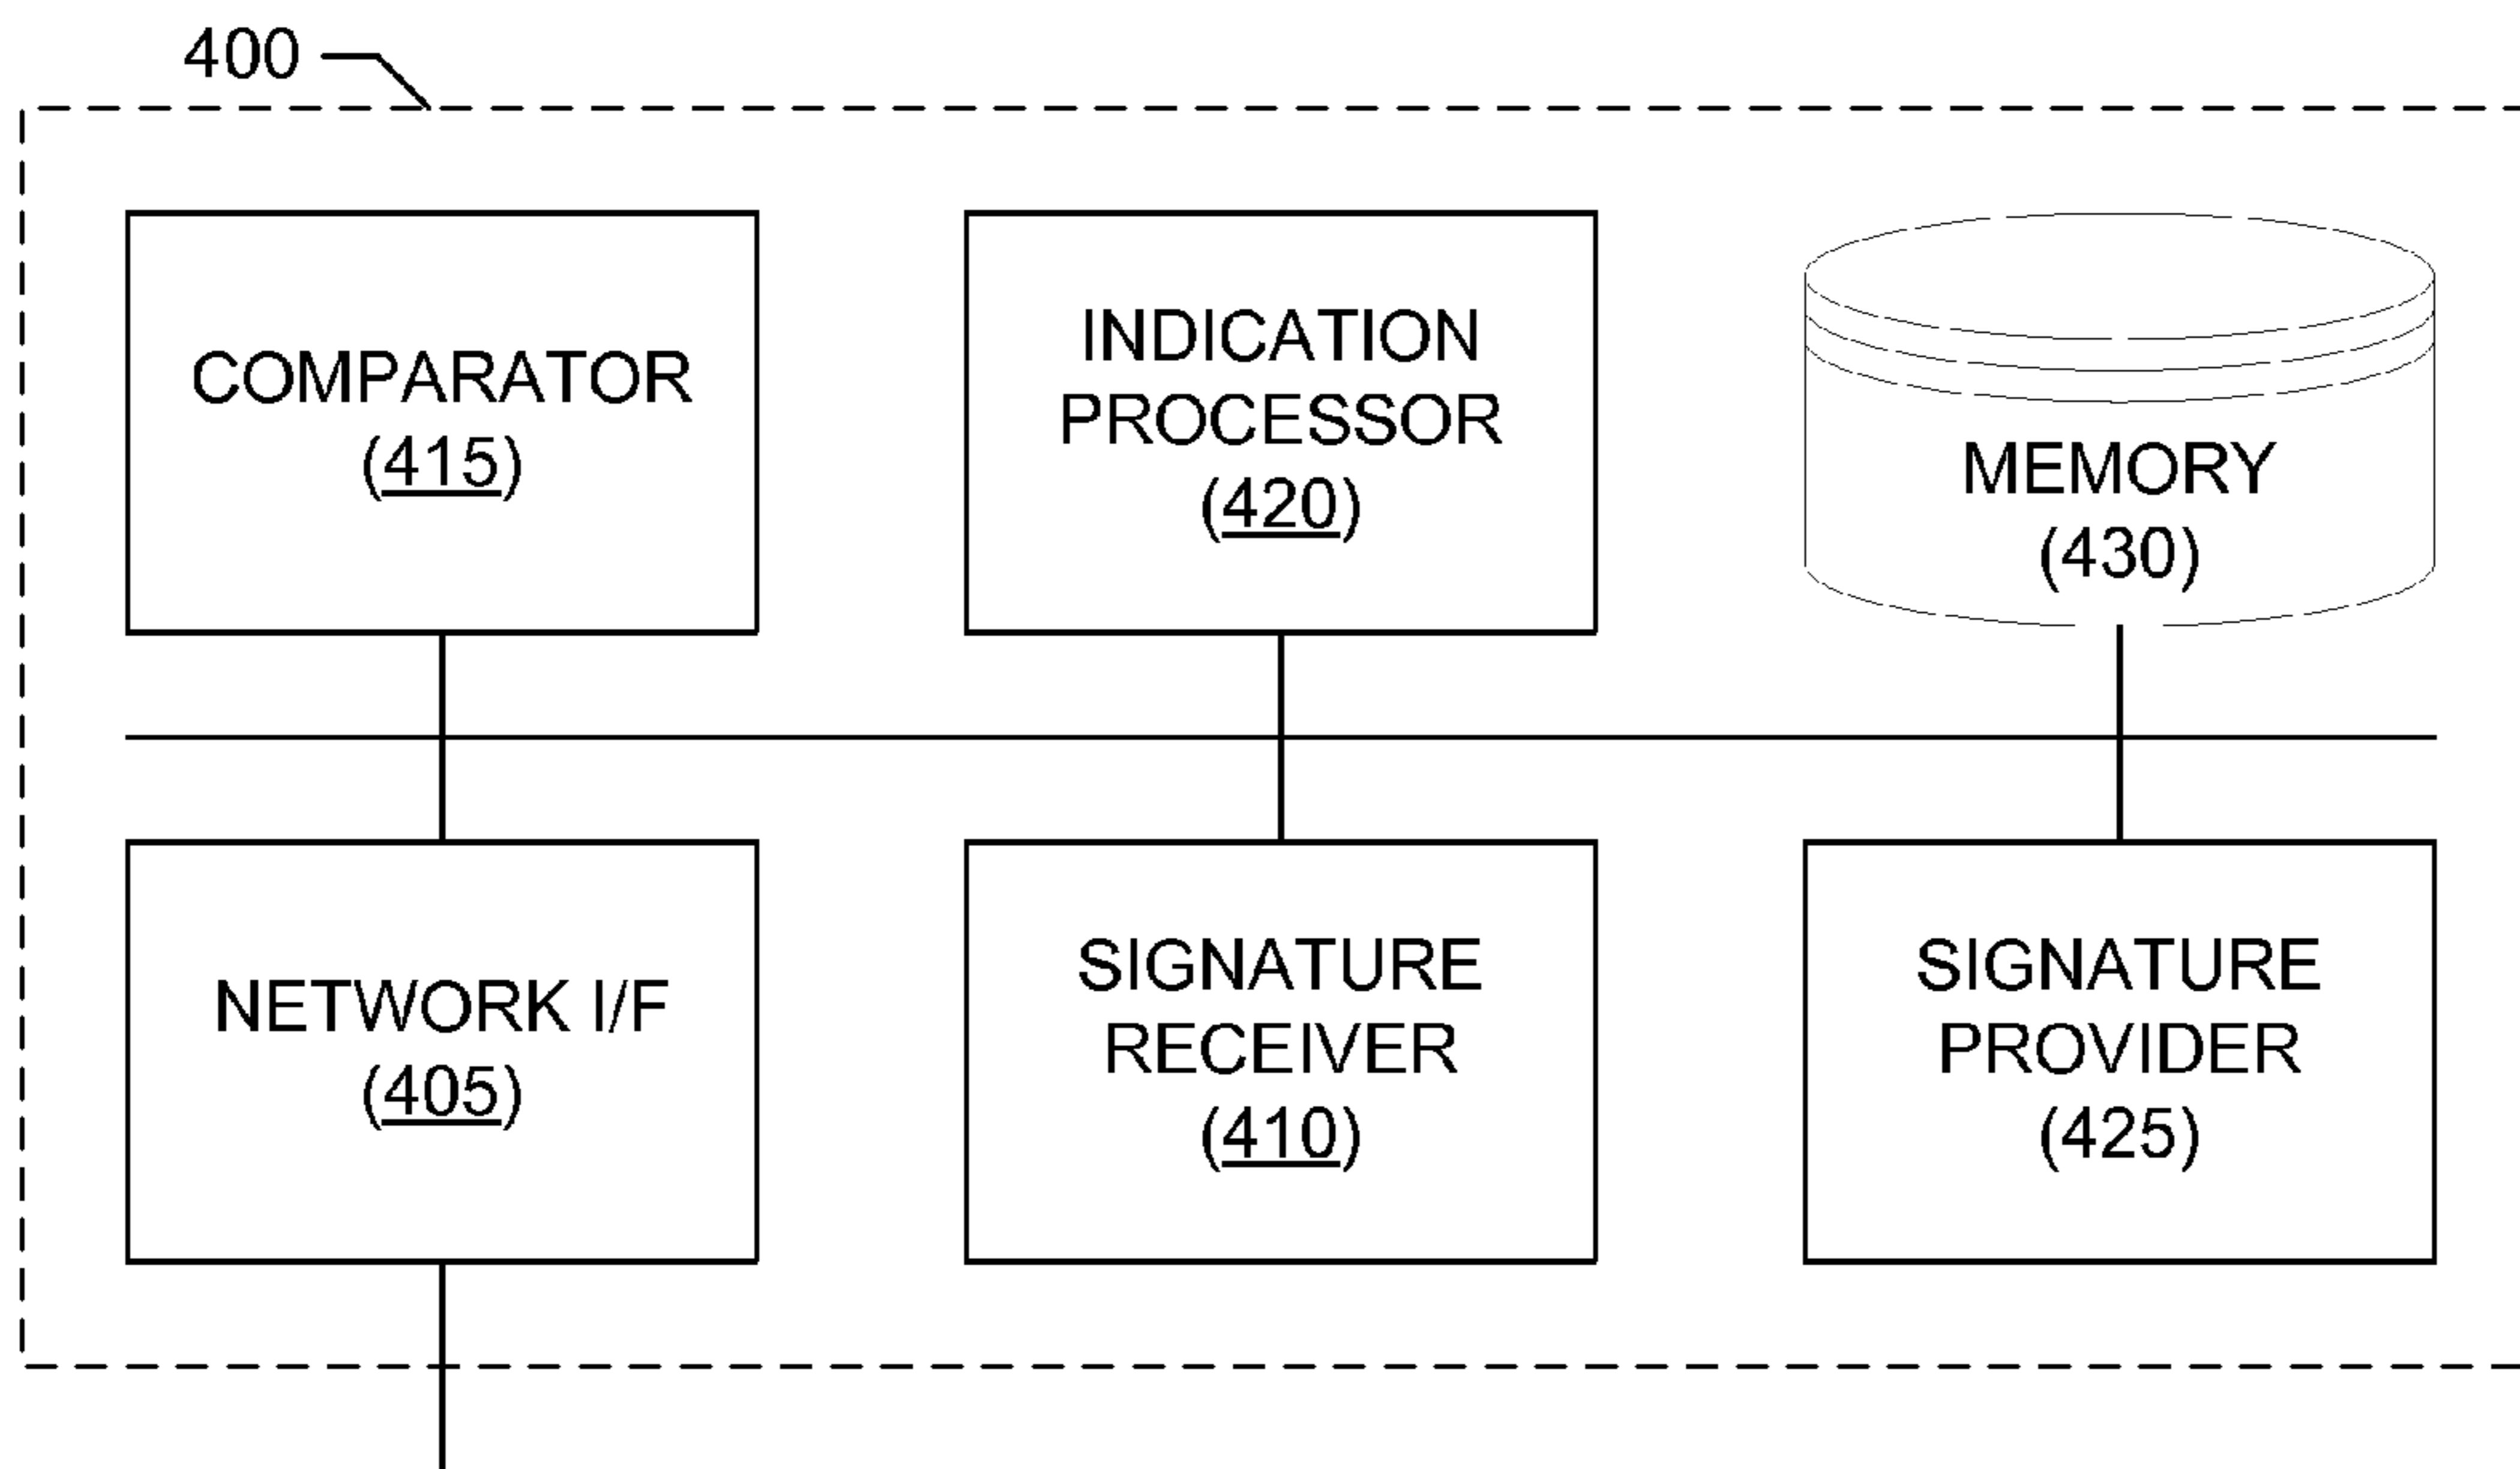 400
COMPARATOR
(415)
INDICATION
PROCESSOR
(420)
MEMORY
(430)
NETWORK I/F
(405)
SIGNATURE
RECEIVER
(410)
SIGNATURE
PROVIDER
(425)